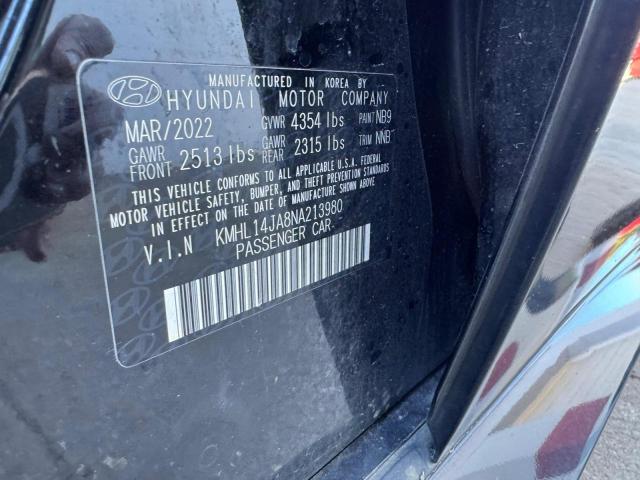 MANUFACTURED IN KOREA BY
HYUNDAI MOTOR COMPANY
MAR/2022 GVWR 4354 lbs PAINT NB9
GAWR FRONT 2513 lbs GAWR REAR 2315 lbs TRIM NNB
THIS VEHICLE CONFORMS TO ALL APPLICABLE U.S.A. FEDERAL
MOTOR VEHICLE SAFETY, BUMPER, AND THEFT PREVENTION STANDARDS
IN EFFECT ON THE DATE OF MANUFACTURE SHOWN ABOVE.
V.I.N KMHL14JA8NA213980
PASSENGER CAR